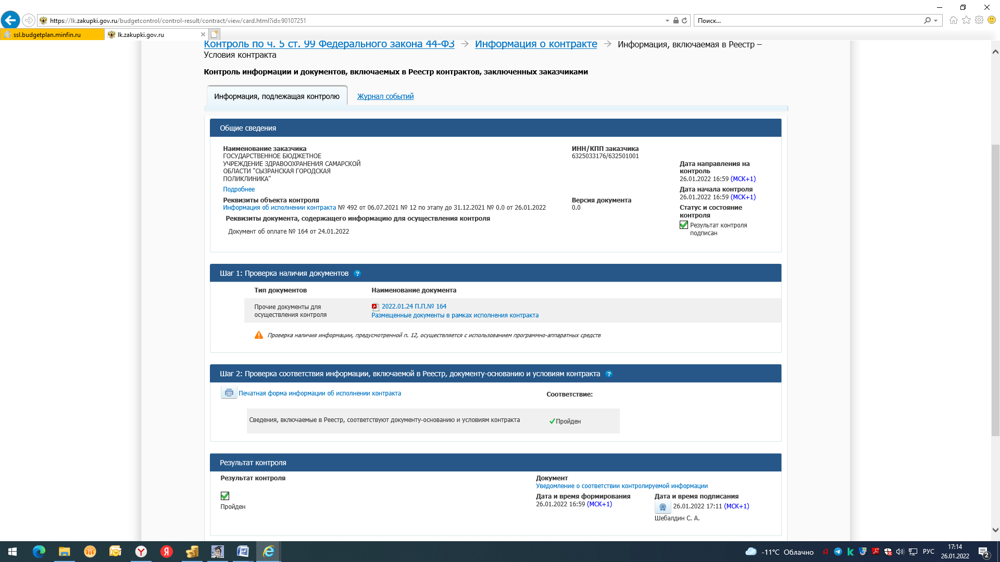 https://lk.zakupki.gov.ru/budgetcontrol/control-result/contract/view/card.html?id=90107251
Поиск...
ssl.budgetplan.minfin.ru
lk.zakupki.gov.ru
Контроль по ч. 5 ст. 99 Федерального закона 44-ФЗ → Информация о контракте → Информация, включаемая в Реестр –
Условия контракта
Контроль информации и документов, включаемых в Реестр контрактов, заключенных заказчиками
Информация, подлежащая контролю
Журнал событий
Общие сведения
Наименование заказчика
ГОСУДАРСТВЕННОЕ БЮДЖЕТНОЕ
УЧРЕЖДЕНИЕ ЗДРАВООХРАНЕНИЯ САМАРСКОЙ
ОБЛАСТИ "СЫЗРАНСКАЯ ГОРОДСКАЯ
ПОЛИКЛИНИКА"
Подробнее
ИНН/КПП заказчика
6325033176/632501001
Дата направления на
контроль
26.01.2022 16:59 (МСК+1)
Дата начала контроля
26.01.2022 16:59 (МСК+1)
Реквизиты объекта контроля
Информация об исполнении контракта № 492 от 06.07.2021 № 12 по этапу до 31.12.2021 № 0.0 от 26.01.2022
Версия документа
0.0
Статус и состояние
контроля
Результат контроля
подписан
Реквизиты документа, содержащего информацию для осуществления контроля
Документ об оплате № 164 от 24.01.2022
Шаг 1: Проверка наличия документов ?
Тип документов
Наименование документа
Прочие документы для
осуществления контроля
2022.01.24 П.П.№ 164
Размещенные документы в рамках исполнения контракта
Проверка наличия информации, предусмотренной п. 12, осуществляется с использованием программно-аппаратных средств
Шаг 2: Проверка соответствия информации, включаемой в Реестр, документу-основанию и условиям контракта ?
Печатная форма информации об исполнении контракта
Соответствие:
Сведения, включаемые в Реестр, соответствуют документу-основанию и условиям контракта
Пройден
Результат контроля
Результат контроля
Пройден
Документ
Уведомление о соответствии контролируемой информации
Дата и время формирования
26.01.2022 16:59 (МСК+1)
Дата и время подписания
26.01.2022 17:11 (МСК+1)
Шебалдин С. А.
-11°C Облачно
РУС
17:14
26.01.2022
2